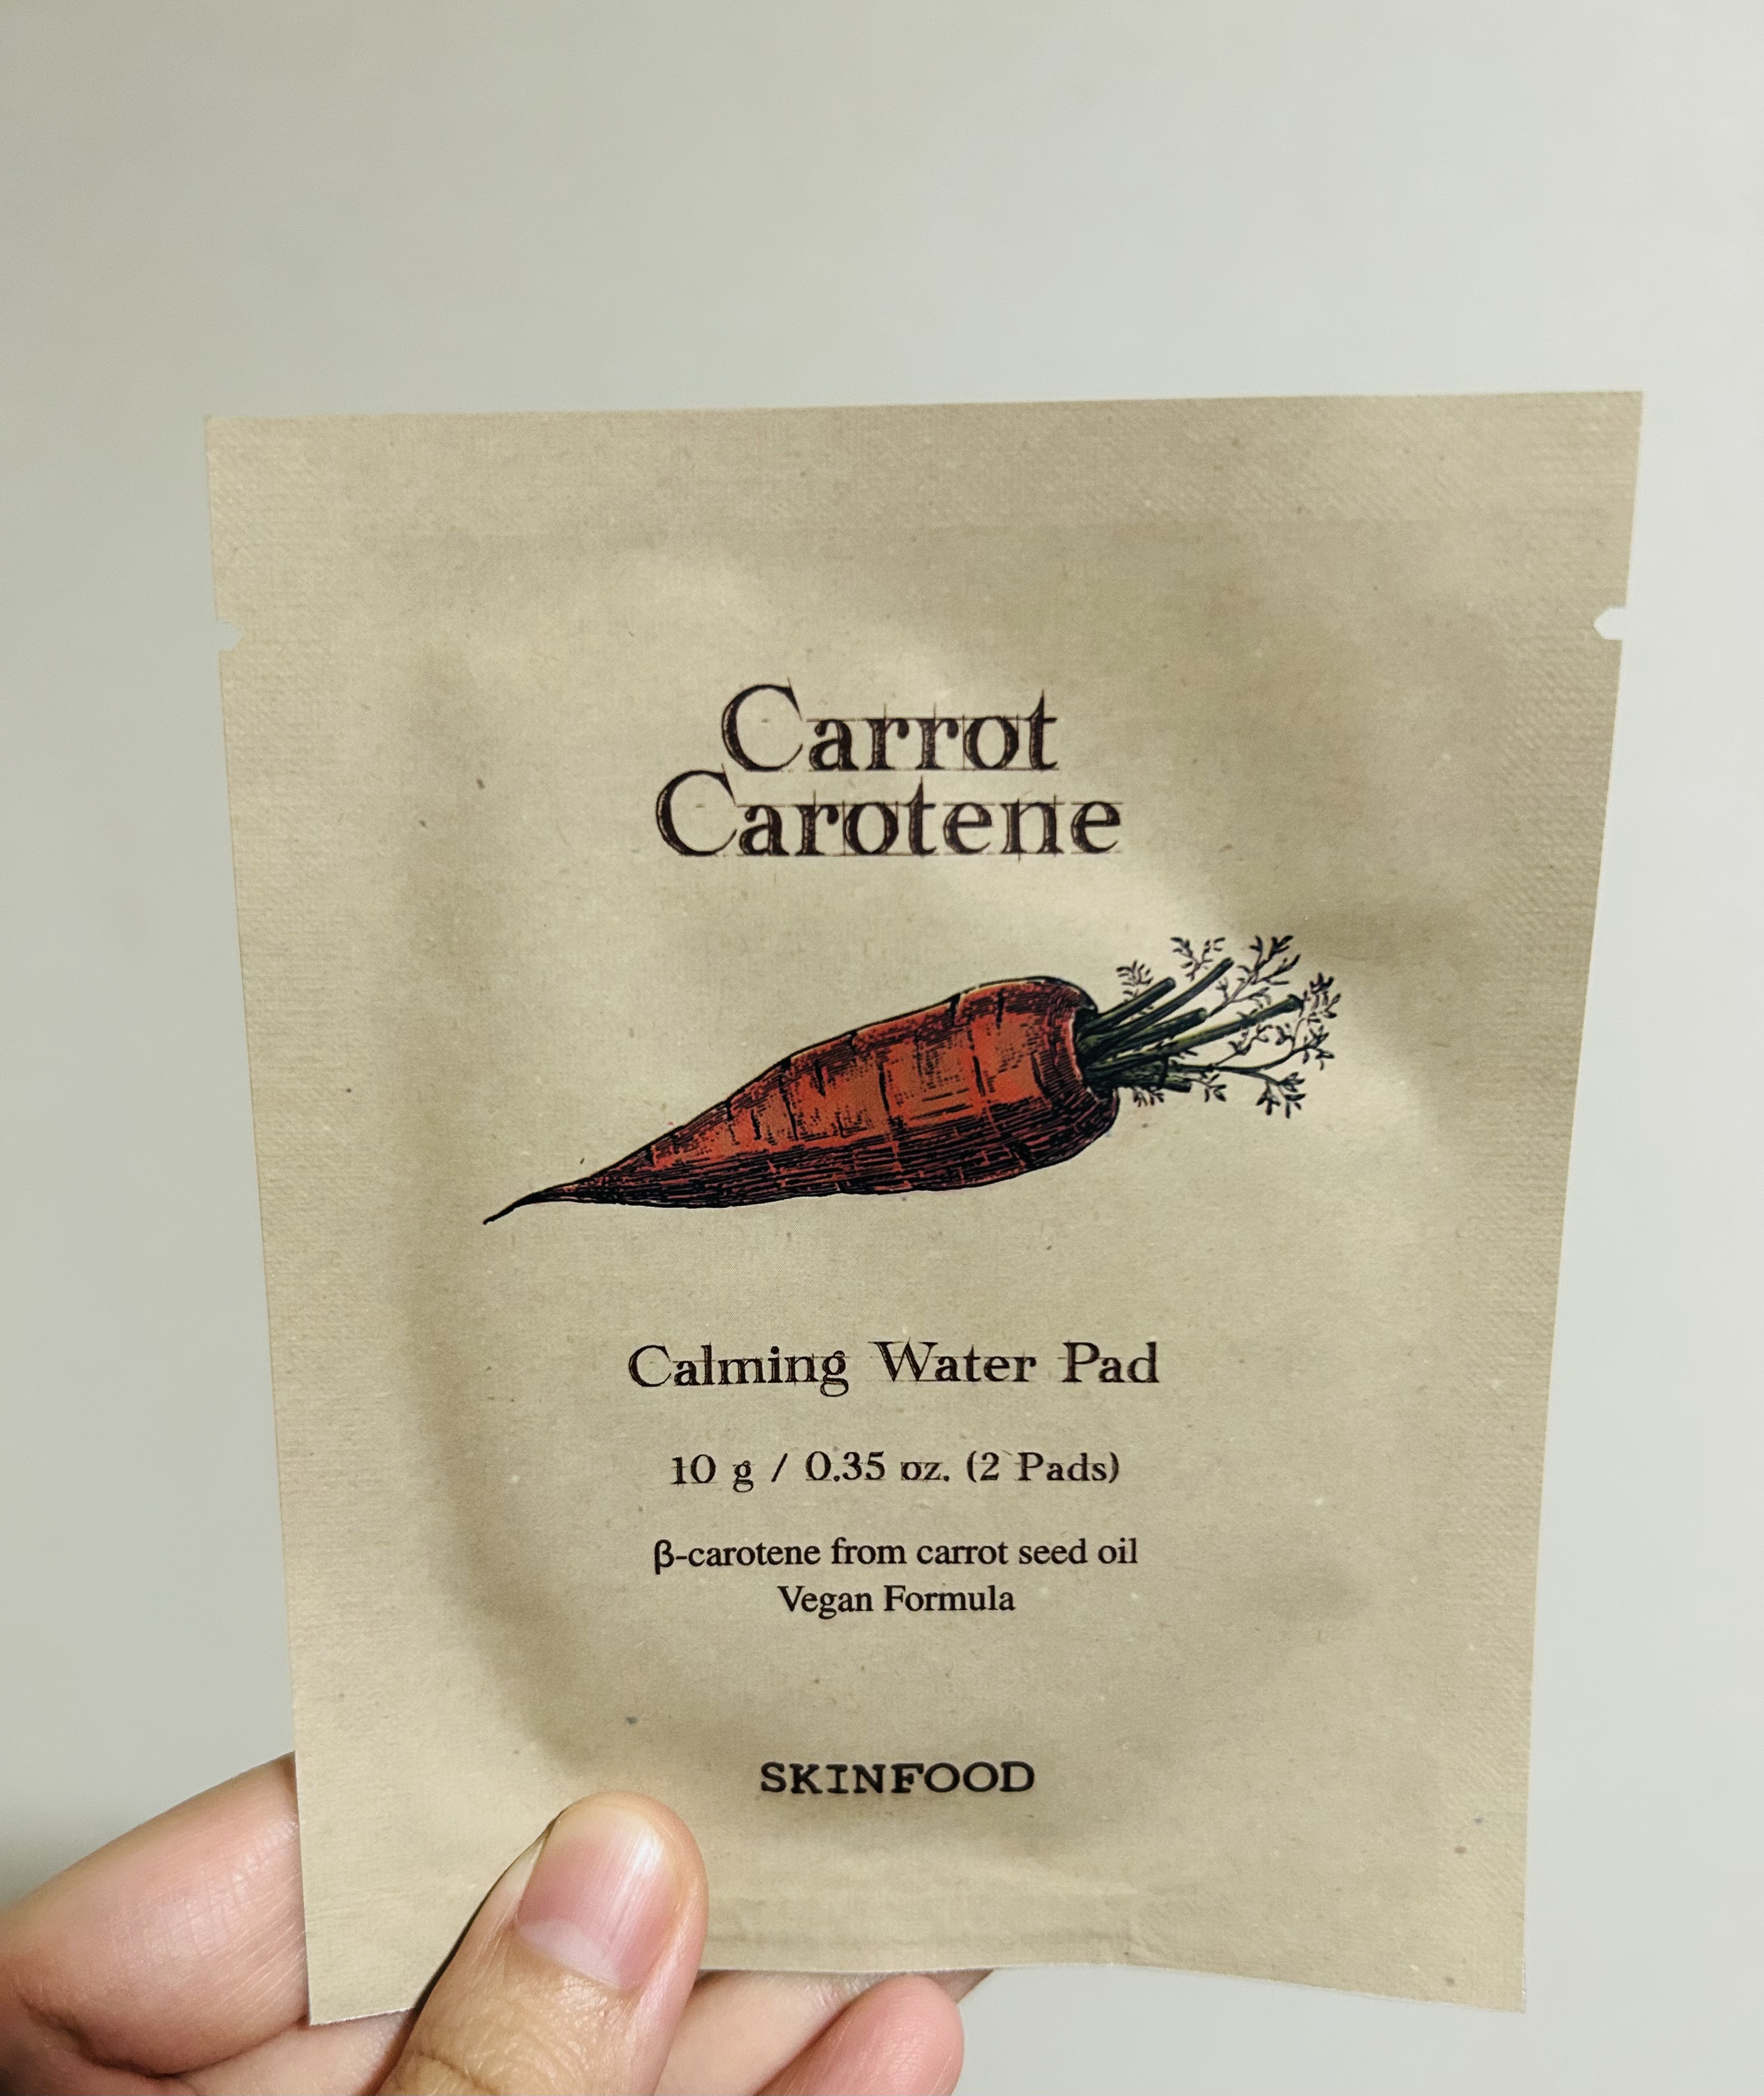 Carrot
Carotene
Calming Water Pad
10 g / 0.35 oz. (2 Pads)
β-carotene from carrot seed oil
Vegan Formula
SKINFOOD